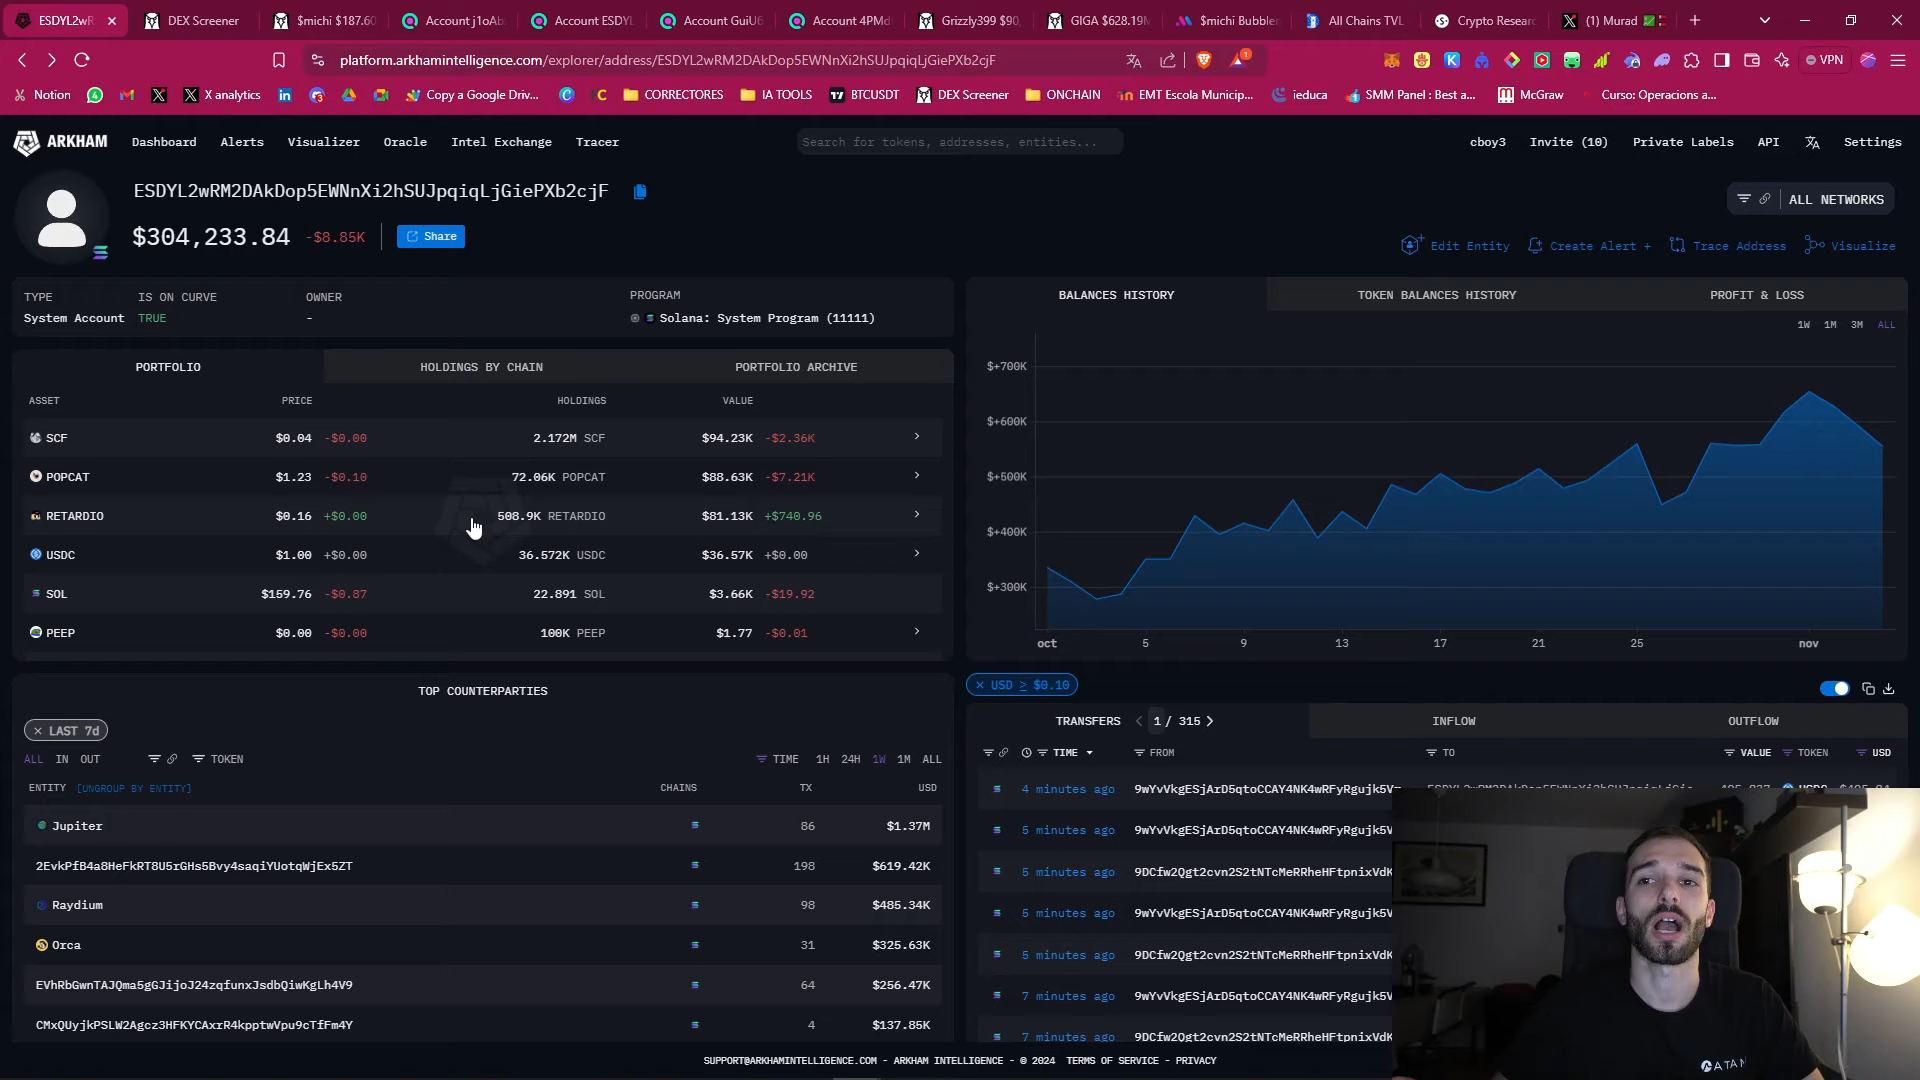 ESDYL2wR
DEX Screener
$michi $187.60
Account j1oAb
Account ESDYL
Account GuiU6
Account 4PMd
Grizzly399 $90
GIGA $628.19M
$michi Bubble
All Chains TVL
Crypto Resear
(1) Murad
platform.arkhamintelligence.com/explorer/address/ESDYL2wRM2DAkDop5EWNnXi2hSUJpqiqLjGiePXb2cjF
VPN
Notion
X analytics
Copy a Google Driv...
CORRECTORES
IA TOOLS
BTCUSDT
DEX Screener
ONCHAIN
EMT Escola Municip...
ieduca
SMM Panel : Best a...
McGraw
Curso: Operacions a...
ARKHAM
Dashboard
Alerts
Visualizer
Oracle
Intel Exchange
Tracer
Search for tokens, addresses, entities...
cboy3
Invite (10)
Private Labels
API
Settings
ESDYL2wRM2DAkDop5EWNnXi2hSUJpqiqLjGiePXb2cjF
ALL NETWORKS
$304,233.84 -$8.85K
Share
Edit Entity
Create Alert +
Trace Address
Visualize
TYPE IS ON CURVE OWNER PROGRAM
System Account TRUE - Solana: System Program (11111)
PORTFOLIO HOLDINGS BY CHAIN PORTFOLIO ARCHIVE
ASSET PRICE HOLDINGS VALUE
SCF $0.04 -$0.00 2.172M SCF $94.23K -$2.36K
POPCAT $1.23 -$0.10 72.06K POPCAT $88.63K -$7.21K
RETARDIO $0.16 +$0.00 508.9K RETARDIO $81.13K +$740.96
USDC $1.00 +$0.00 36.572K USDC $36.57K +$0.00
SOL $159.76 -$0.87 22.891 SOL $3.66K -$19.92
PEEP $0.00 -$0.00 100K PEEP $1.77 -$0.01
BALANCES HISTORY TOKEN BALANCES HISTORY PROFIT & LOSS
1W 1M 3M ALL
$+700K
$+600K
$+500K
$+400K
$+300K
oct 5 9 13 17 21 25 nov
TOP COUNTERPARTIES
× LAST 7d
ALL IN OUT TOKEN TIME 1H 24H 1W 1M ALL
ENTITY [UNGROUP BY ENTITY] CHAINS TX USD
Jupiter 86 $1.37M
2EvkPfB4a8HeFkRT8U5rGHs5Bvy4saqiYUotqWjEx5ZT 198 $619.42K
Raydium 98 $485.34K
Orca 31 $325.63K
EVhRbGwnTAJQma5gGJijoJ24zqfunxJsdbQiwKgLh4V9 64 $256.47K
CMxQUyjkPSLW2Agcz3HFKYCAxrR4kpptwVpu9cTfFm4Y 4 $137.85K
× USD ≥ $0.10
TRANSFERS 1 / 315 INFLOW OUTFLOW
TIME FROM TO VALUE TOKEN USD
4 minutes ago 9wYvVkgESjArD5qtoCCAY4NK4wRFyRgujk5V
5 minutes ago 9wYvVkgESjArD5qtoCCAY4NK4wRFyRgujk5V
5 minutes ago 9DCfw2Qgt2cvn2S2tNTcMeRRheHFtpnixVdK
5 minutes ago 9wYvVkgESjArD5qtoCCAY4NK4wRFyRgujk5V
5 minutes ago 9DCfw2Qgt2cvn2S2tNTcMeRRheHFtpnixVdK
7 minutes ago 9wYvVkgESjArD5qtoCCAY4NK4wRFyRgujk5V
7 minutes ago 9DCfw2Qgt2cvn2S2tNTcMeRRheHFtpnixVdK
SUPPORT@ARKHAMINTELLIGENCE.COM - ARKHAM INTELLIGENCE - © 2024 TERMS OF SERVICE - PRIVACY